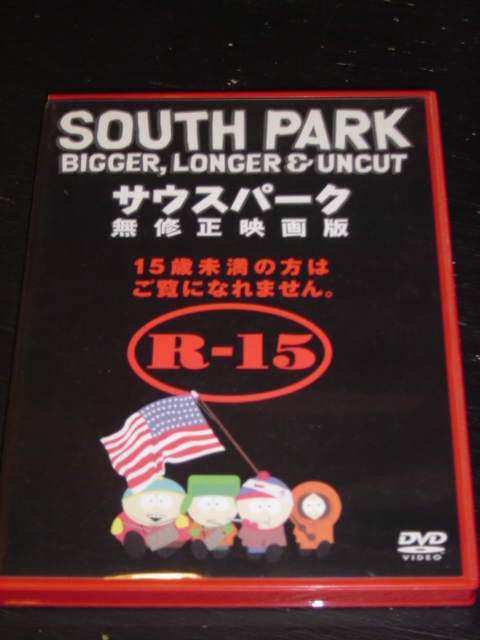 SOUTH PARK
BIGGER, LONGER & UNCUT
サウスパーク
無修正映画版
15歳未満の方は
ご覧になれません。
R-15
DVD
VIDEO